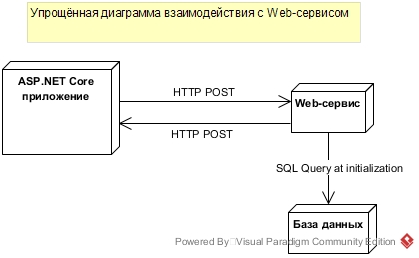 Упрощённая диаграмма взаимодействия с Web-сервисом
ASP.NET Core
приложение
HTTP POST
Web-сервис
HTTP POST
SQL Query at initialization
База данных
Powered By Visual Paradigm Community Edition